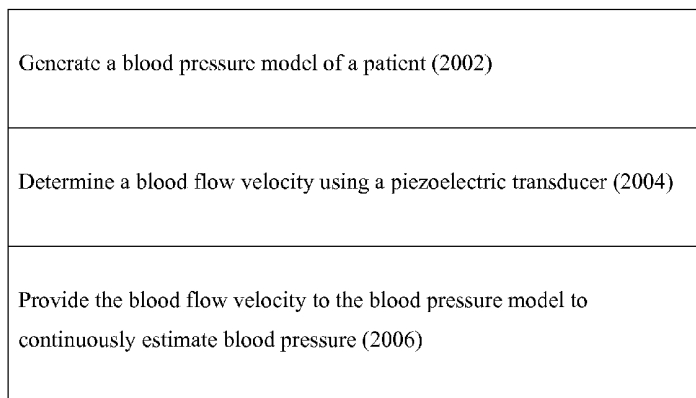 Generate a blood pressure model of a patient (2002)
Determine a blood flow velocity using a piezoelectric transducer (2004)
Provide the blood flow velocity to the blood pressure model to
continuously estimate blood pressure (2006)